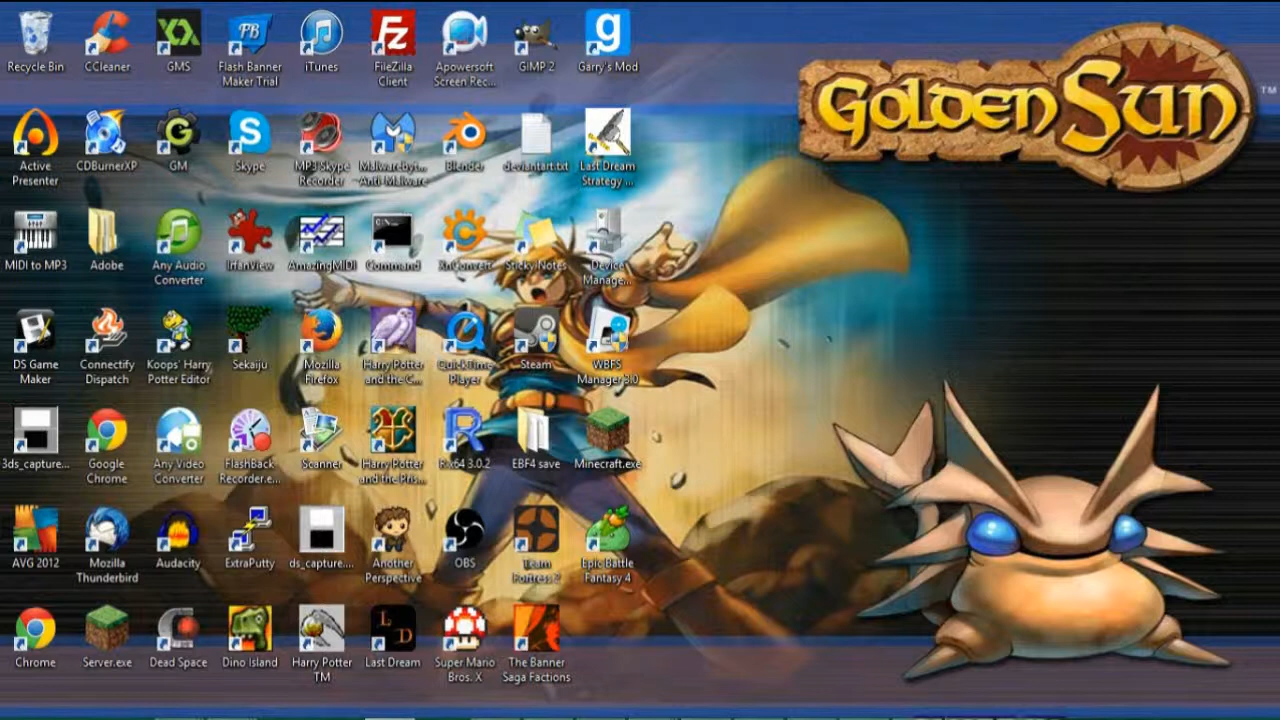 Recycle Bin
CCleaner
GMS
Flash Banner
Maker Trial
iTunes
FileZilla
Client
Apowersoft
Screen Rec...
GIMP 2
Garry's Mod
Golden Sun
TM
Active
Presenter
CDBurnerXP
GM
Skype
MP3 Skype
Recorder
Malwareby...
Anti-Malware
Blender
deviantart.txt
Last Dream
Strategy ...
MIDI to MP3
Adobe
Any Audio
Converter
IrfanView
AmazingMIDI
Command
XnConvert
Sticky Notes
Device
Manage...
DS Game
Maker
Connectify
Dispatch
Koops' Harry
Potter Editor
Sekaiju
Mozilla
Firefox
Harry Potter
and the C...
QuickTime
Player
Steam
WBFS
Manager 3.0
3ds_capture...
Google
Chrome
Any Video
Converter
FlashBack
Recorder.e...
Scanner
Harry Potter
and the Pris...
R x64 3.0.2
EBF4 save
Minecraft.exe
AVG 2012
Mozilla
Thunderbird
Audacity
ExtraPutty
ds_capture....
Another
Perspective
OBS
Team
Fortress 2
Epic Battle
Fantasy 4
Chrome
Server.exe
Dead Space
Dino Island
Harry Potter
TM
Last Dream
Super Mario
Bros. X
The Banner
Saga Factions